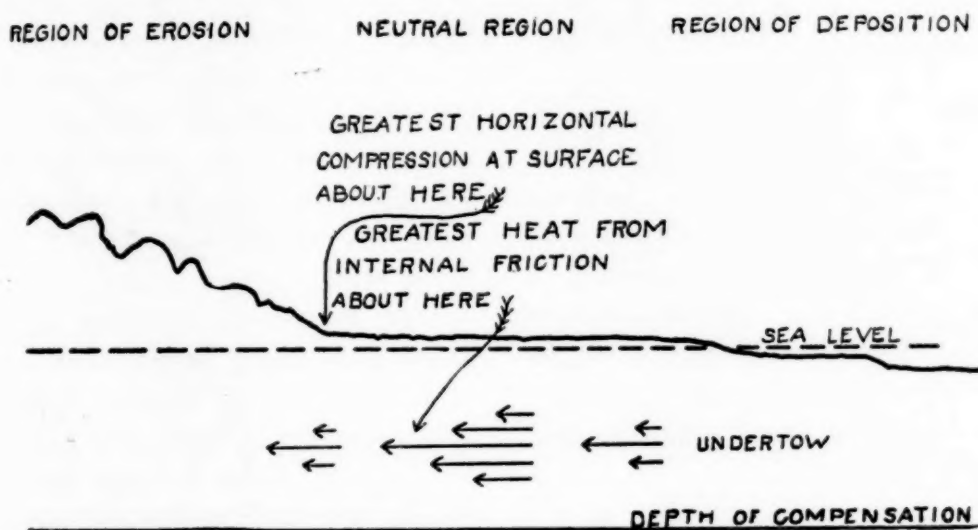 REGION OF EROSION
NEUTRAL REGION
REGION OF DEPOSITION
GREATEST HORIZONTAL
COMPRESSION AT SURFACE
ABOUT HERE
GREATEST HEAT FROM
INTERNAL FRICTION
ABOUT HERE
SEA LEVEL
UNDERTOW
DEPTH OF COMPENSATION